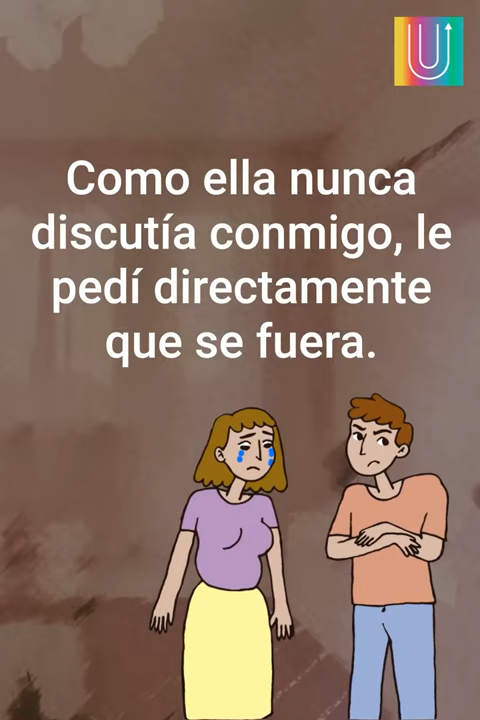 Como ella nunca
discutía conmigo, le
pedí directamente
que se fuera.